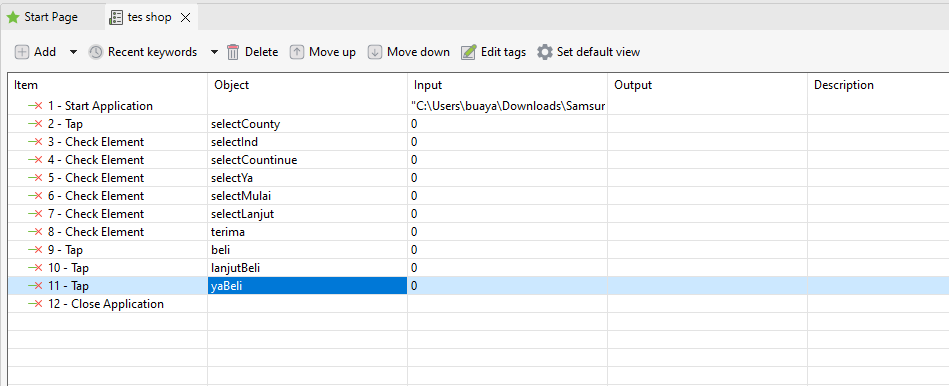 Start Page tes shop
Add Recent keywords Delete Move up Move down Edit tags Set default view
Item Object Input Output Description
1 - Start Application "C:\Users\buaya\Downloads\Samsur
2 - Tap selectCounty 0
3 - Check Element selectInd 0
4 - Check Element selectCountinue 0
5 - Check Element selectYa 0
6 - Check Element selectMulai 0
7 - Check Element selectLanjut 0
8 - Check Element terima 0
9 - Tap beli 0
10 - Tap lanjutBeli 0
11 - Tap yaBeli 0
12 - Close Application